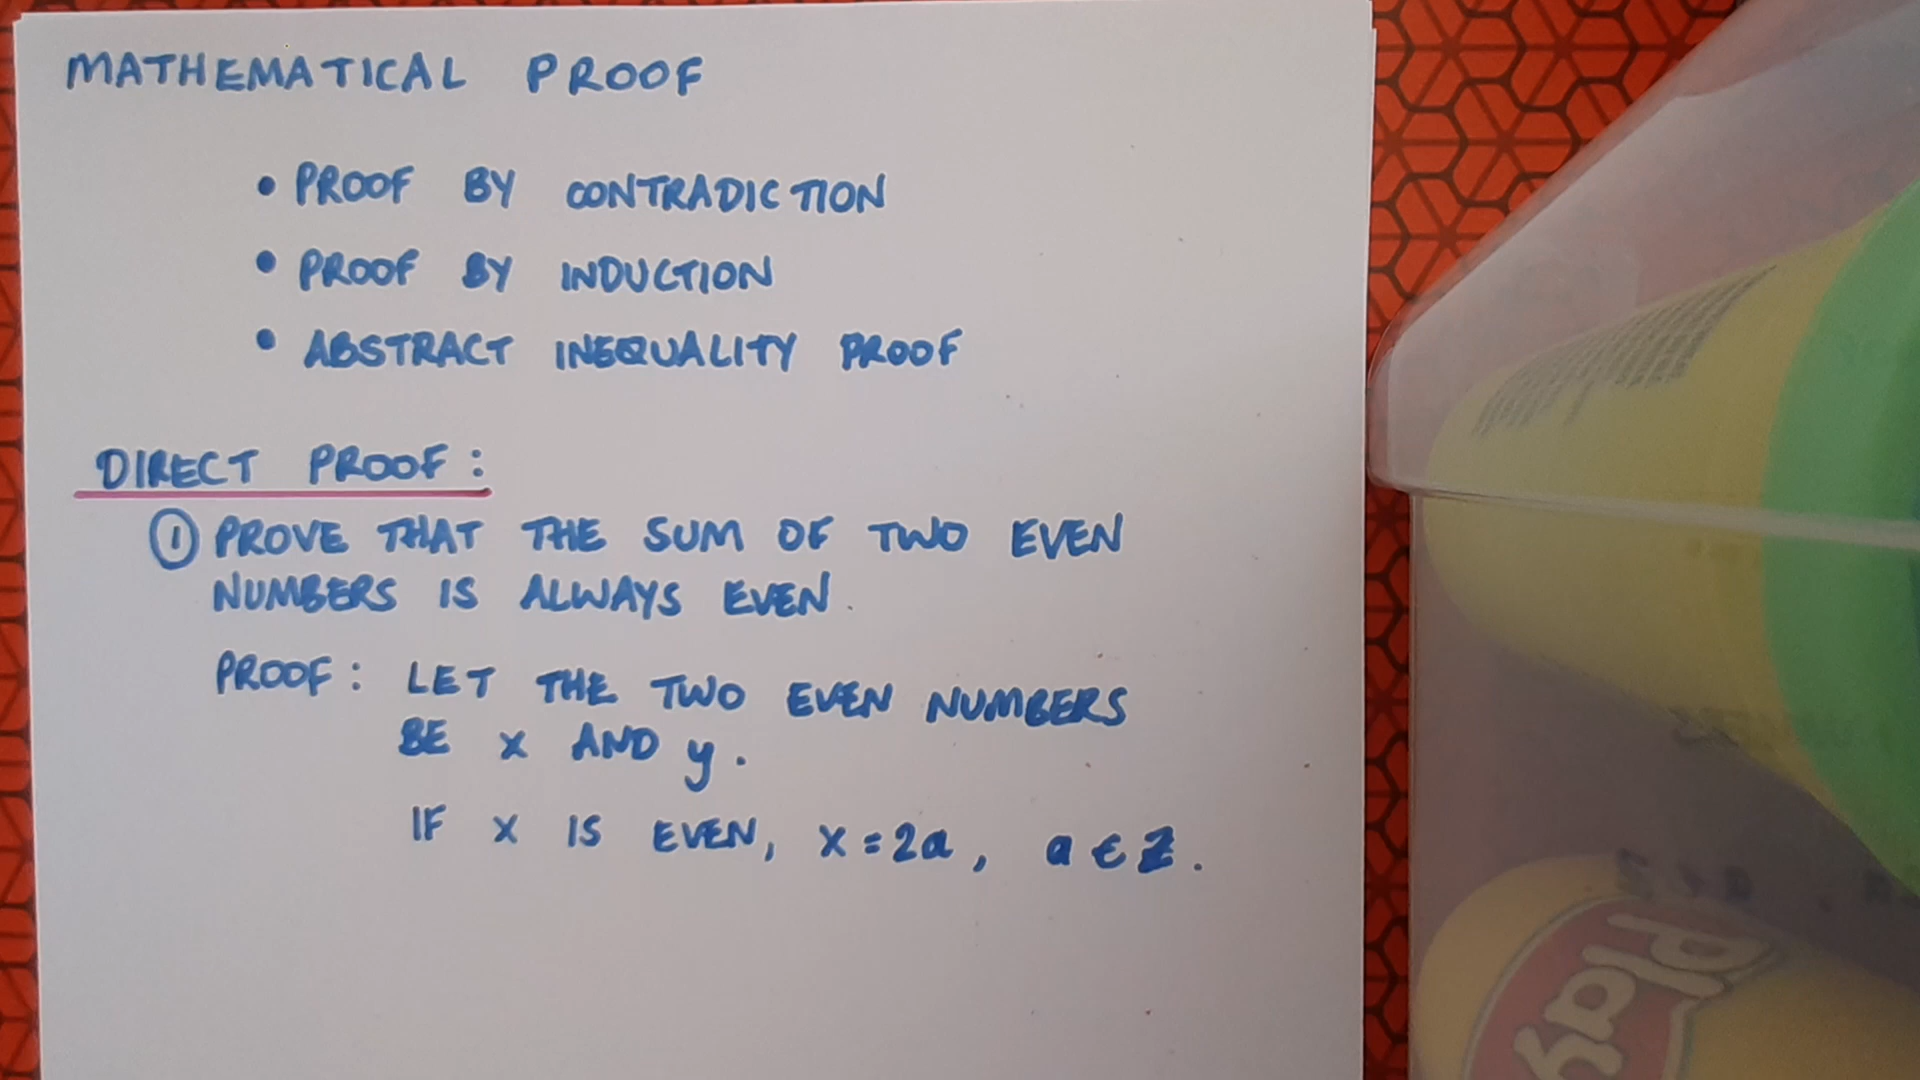 MATHEMATICAL PROOF
• PROOF BY CONTRADICTION
• PROOF BY INDUCTION
• ABSTRACT INEQUALITY PROOF
DIRECT PROOF:
① PROVE THAT THE SUM OF TWO EVEN
NUMBERS IS ALWAYS EVEN.
PROOF: LET THE TWO EVEN NUMBERS
BE x AND y.
IF x IS EVEN, x=2a, a∈ℤ.
Play